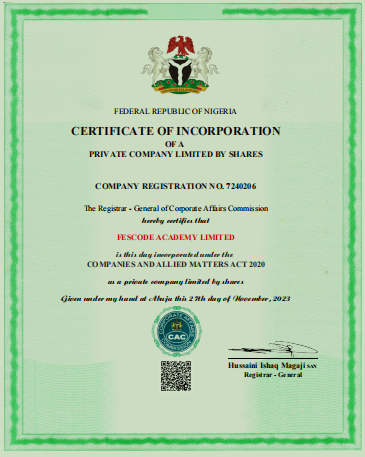 FEDERAL REPUBLIC OF NIGERIA
CERTIFICATE OF INCORPORATION
OF A
PRIVATE COMPANY LIMITED BY SHARES
COMPANY REGISTRATION NO. 7240206
The Registrar - General of Corporate Affairs Commission
hereby certifies that
FESCODE ACADEMY LIMITED
is this day incorporated under the
COMPANIES AND ALLIED MATTERS ACT 2020
as a private company limited by shares
Given under my hand at Abuja this 27th day of November, 2023
CORPORATE AFFAIRS
CAC
COMMISSION
Hussaini Ishaq Magaji SAN
Registrar - General